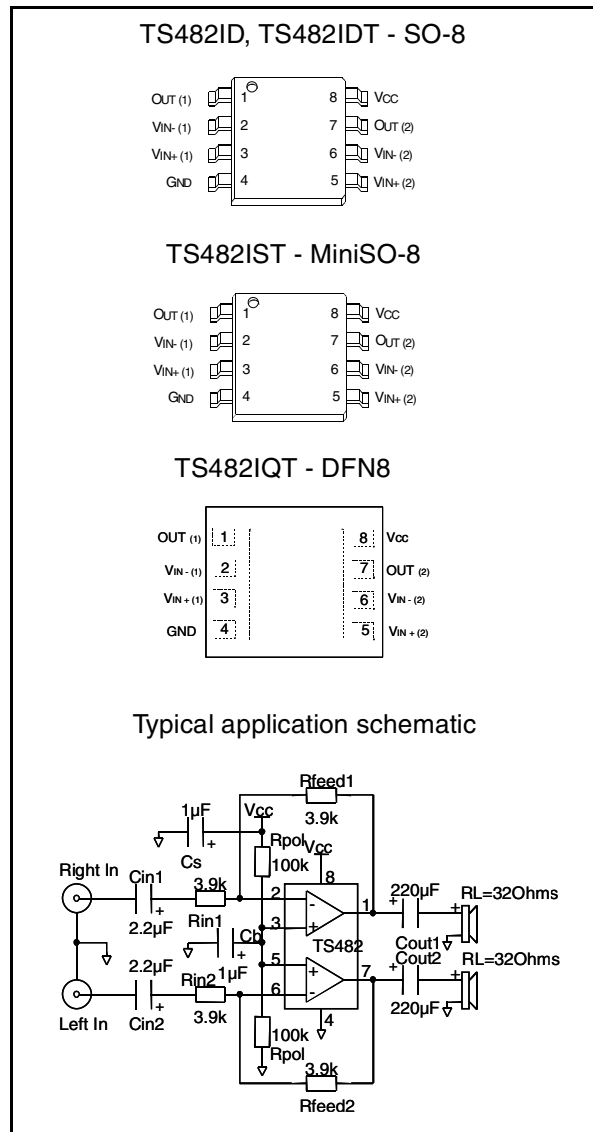 TS482ID, TS482IDT - SO-8
OUT (1) 1 8 VCC
VIN- (1) 2 7 OUT (2)
VIN+ (1) 3 6 VIN- (2)
GND 4 5 VIN+ (2)
TS482IST - MiniSO-8
OUT (1) 1 8 VCC
VIN- (1) 2 7 OUT (2)
VIN+ (1) 3 6 VIN- (2)
GND 4 5 VIN+ (2)
TS482IQT - DFN8
OUT (1) 1 8 Vcc
VIN - (1) 2 7 OUT (2)
VIN + (1) 3 6 VIN - (2)
GND 4 5 VIN + (2)
Typical application schematic
Rfeed1
1µF Vcc 3.9k
+ Rpol Vcc
Cs 100k 8
Right In Cin1 3.9k 2 - 1 220µF RL=32Ohms
+ 3 + + +
2.2µF Rin1 Cb TS482 Cout1
2.2µF + 1µF 5 + 7 + Cout2 + RL=32Ohms
Rin2 6 -
Left In Cin2 + 3.9k 4 220µF
100k
Rpol 3.9k
Rfeed2